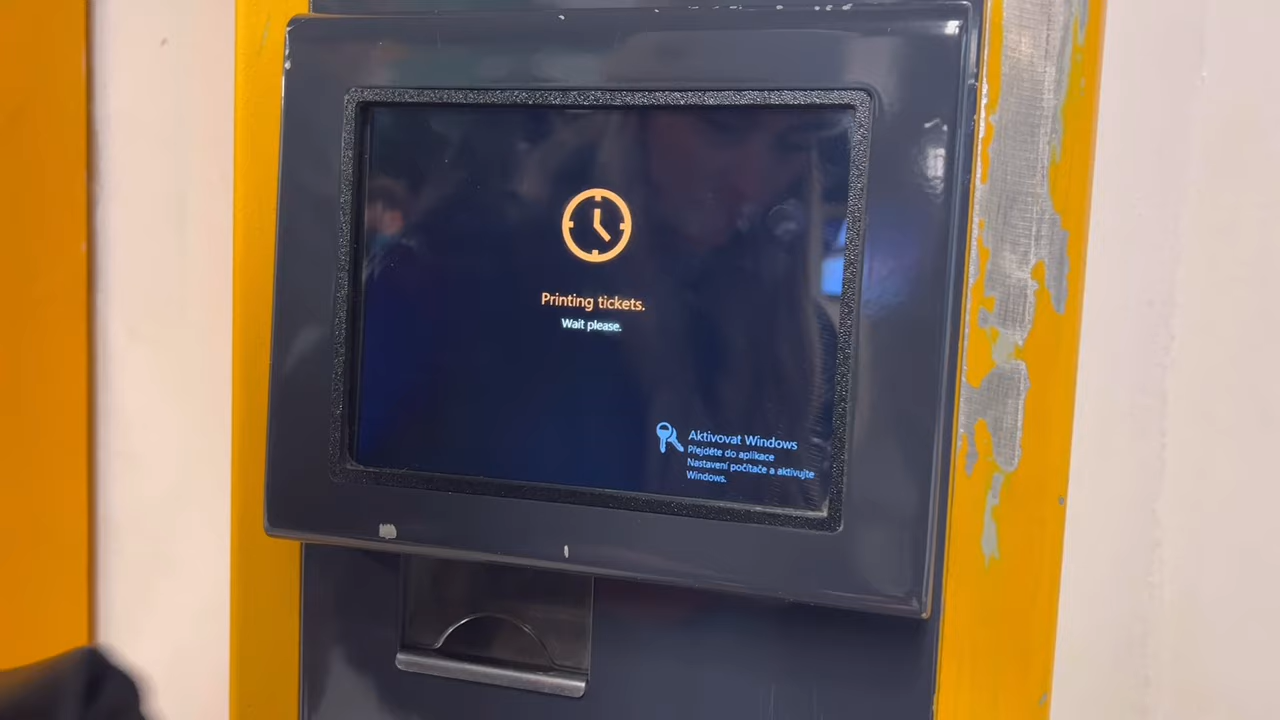 Printing tickets.
Wait please.
Aktivovat Windows
Přejděte do aplikace
Nastavení počítače a aktivujte
Windows.